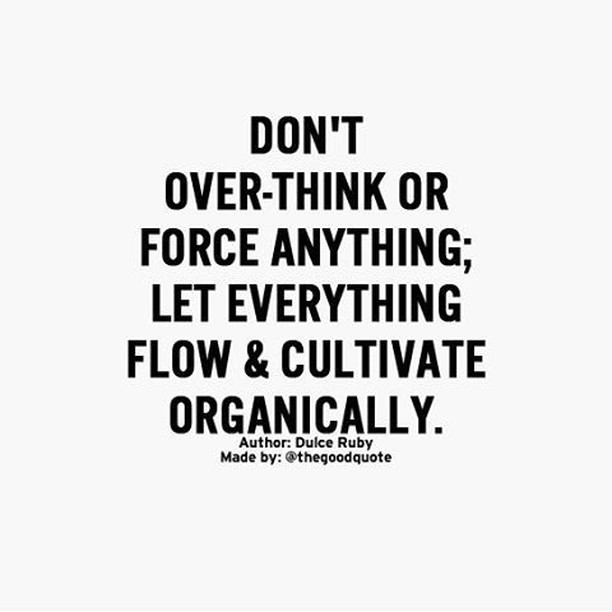 DON'T
OVER-THINK OR
FORCE ANYTHING;
LET EVERYTHING
FLOW & CULTIVATE
ORGANICALLY.
Author: Dulce Ruby
Made by: @thegoodquote